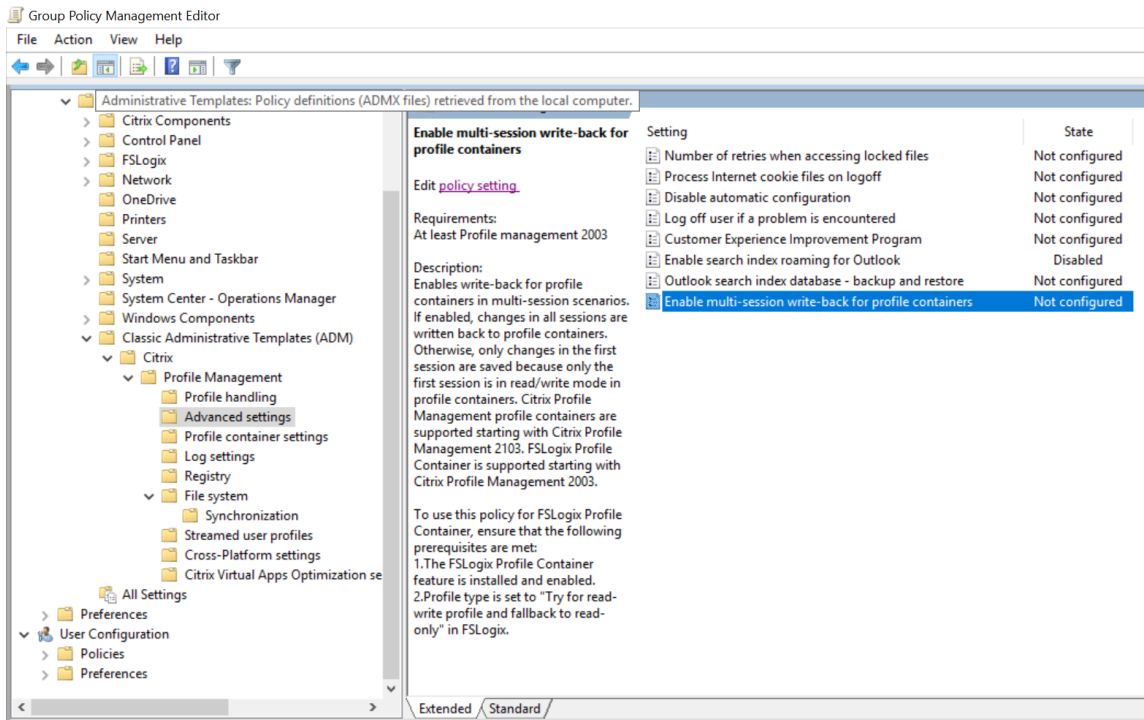 Group Policy Management Editor
File Action View Help
Administrative Templates: Policy definitions (ADMX files) retrieved from the local computer.
Citrix Components
Control Panel
FSLogix
Network
OneDrive
Printers
Server
Start Menu and Taskbar
System
System Center - Operations Manager
Windows Components
Classic Administrative Templates (ADM)
Citrix
Profile Management
Profile handling
Advanced settings
Profile container settings
Log settings
Registry
File system
Synchronization
Streamed user profiles
Cross-Platform settings
Citrix Virtual Apps Optimization se
All Settings
Preferences
User Configuration
Policies
Preferences
Enable multi-session write-back for
profile containers
Edit policy setting
Requirements:
At least Profile management 2003
Description:
Enables write-back for profile
containers in multi-session scenarios.
If enabled, changes in all sessions are
written back to profile containers.
Otherwise, only changes in the first
session are saved because only the
first session is in read/write mode in
profile containers. Citrix Profile
Management profile containers are
supported starting with Citrix Profile
Management 2103. FSLogix Profile
Container is supported starting with
Citrix Profile Management 2003.
To use this policy for FSLogix Profile
Container, ensure that the following
prerequisites are met:
1.The FSLogix Profile Container
feature is installed and enabled.
2.Profile type is set to "Try for read-
write profile and fallback to read-
only" in FSLogix.
Setting State
Number of retries when accessing locked files Not configured
Process Internet cookie files on logoff Not configured
Disable automatic configuration Not configured
Log off user if a problem is encountered Not configured
Customer Experience Improvement Program Not configured
Enable search index roaming for Outlook Disabled
Outlook search index database - backup and restore Not configured
Enable multi-session write-back for profile containers Not configured
Extended Standard